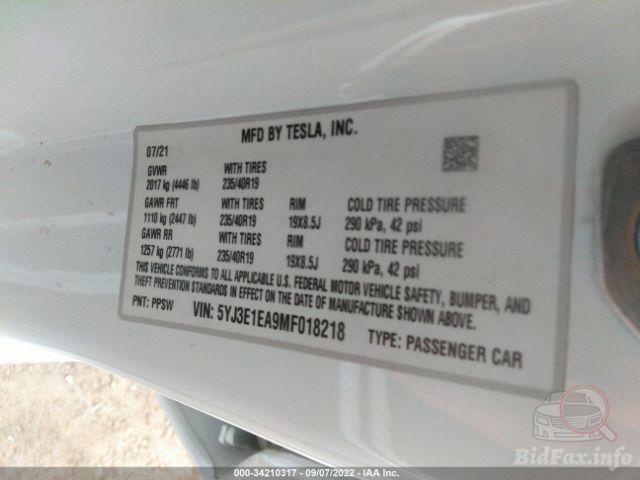 MFD BY TESLA, INC.
07/21
GVWR WITH TIRES
2017 kg (4446 lb) 235/40R19
GAWR FRT WITH TIRES RIM COLD TIRE PRESSURE
1110 kg (2447 lb) 235/40R19 19X8.5J 290 kPa, 42 psi
GAWR RR WITH TIRES RIM COLD TIRE PRESSURE
1257 kg (2771 lb) 235/40R19 19X8.5J 290 kPa, 42 psi
THIS VEHICLE CONFORMS TO ALL APPLICABLE U.S. FEDERAL MOTOR VEHICLE SAFETY, BUMPER, AND
THEFT PREVENTION STANDARDS IN EFFECT ON THE DATE OF MANUFACTURE SHOWN ABOVE.
PNT: PPSW VIN: 5YJ3E1EA9MF018218 TYPE: PASSENGER CAR
BidFax.info
000-34210317 - 09/07/2022 - IAA Inc.